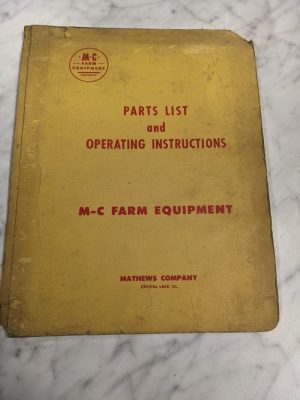 M-C
FARM
EQUIPMENT
PARTS LIST
and
OPERATING INSTRUCTIONS
M-C FARM EQUIPMENT
MATHEWS COMPANY
CRYSTAL LAKE, ILL.